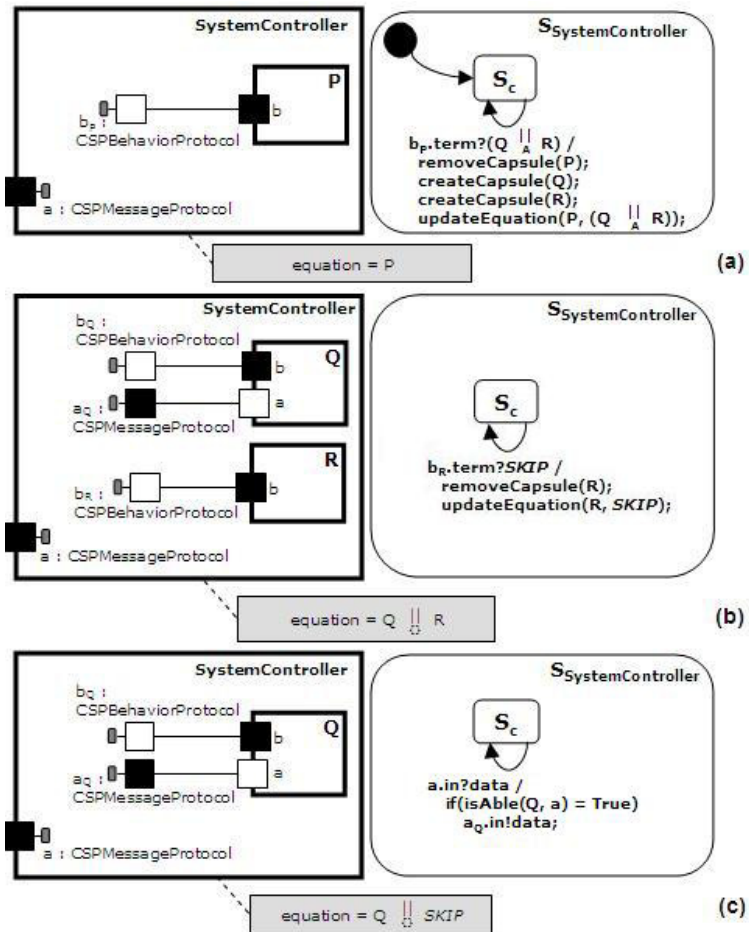 SystemController
P
b
bP :
CSPBehaviorProtocol
a : CSPMessageProtocol
equation = P
SSystemController
Sc
bP.term?(Q ||A R) /
removeCapsule(P);
createCapsule(Q);
createCapsule(R);
updateEquation(P, (Q ||A R));
(a)
SystemController
bQ :
CSPBehaviorProtocol
Q
b
aQ :
a
CSPMessageProtocol
R
bR :
b
CSPBehaviorProtocol
a : CSPMessageProtocol
equation = Q ||{} R
SSystemController
Sc
bR.term?SKIP /
removeCapsule(R);
updateEquation(R, SKIP);
(b)
SystemController
bQ :
CSPBehaviorProtocol
Q
b
aQ :
a
CSPMessageProtocol
a : CSPMessageProtocol
equation = Q ||{} SKIP
SSystemController
Sc
a.in?data /
if(isAble(Q, a) = True)
aQ.in!data;
(c)